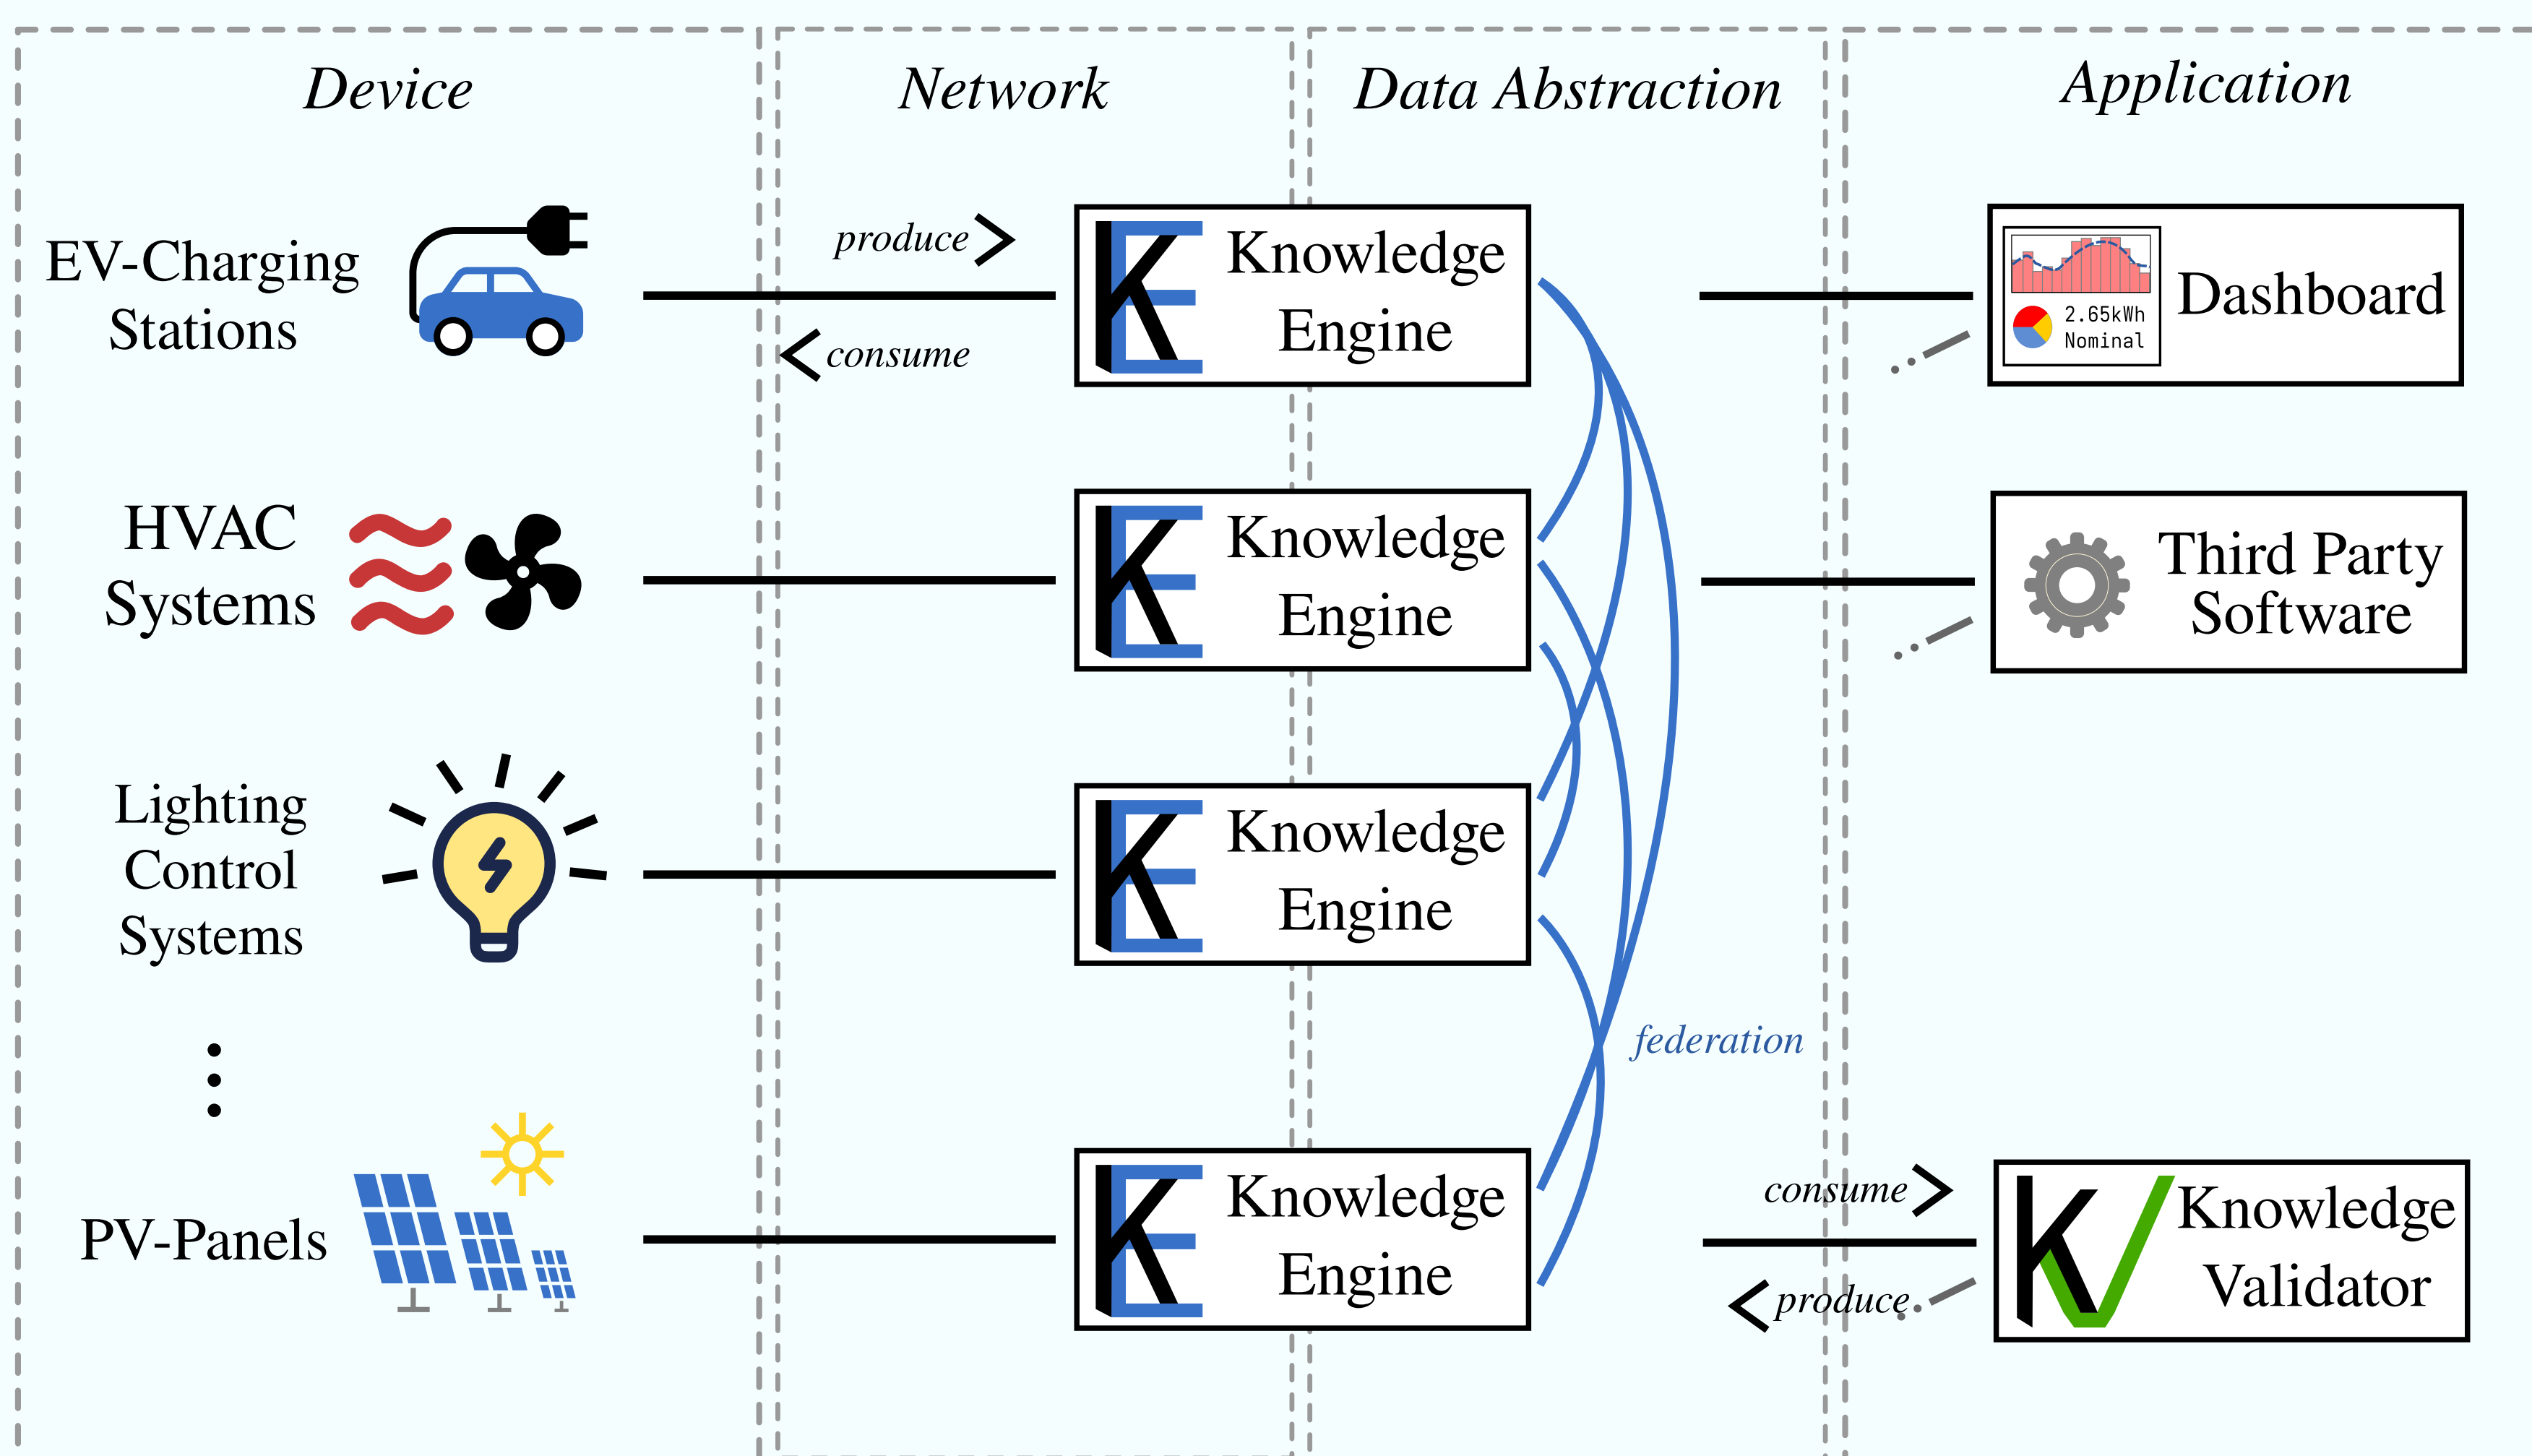 Device
Network
Data Abstraction
Application
EV-Charging
Stations
produce
consume
Knowledge
Engine
2.65kWh
Nominal
Dashboard
HVAC
Systems
Knowledge
Engine
Third Party
Software
Lighting
Control
Systems
Knowledge
Engine
federation
PV-Panels
Knowledge
Engine
consume
produce
Knowledge
Validator